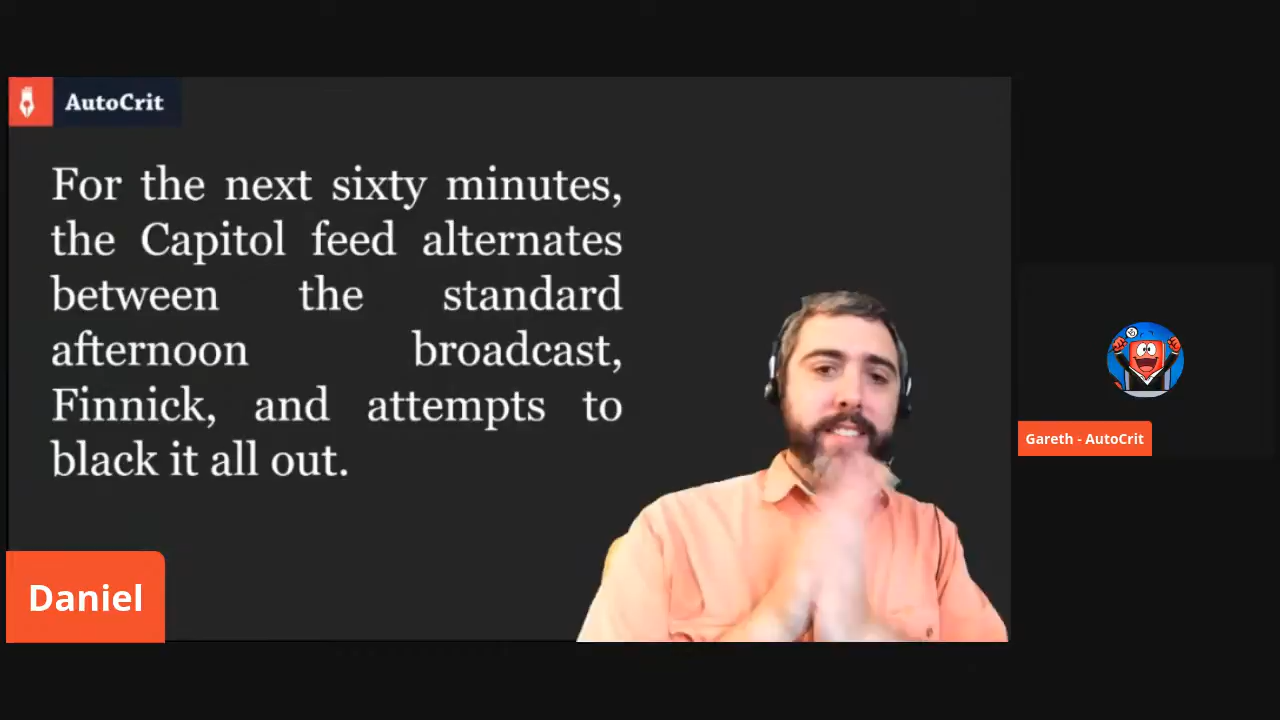 AutoCrit
For the next sixty minutes,
the Capitol feed alternates
between the standard
afternoon broadcast,
Finnick, and attempts to
black it all out.
Gareth - AutoCrit
Daniel